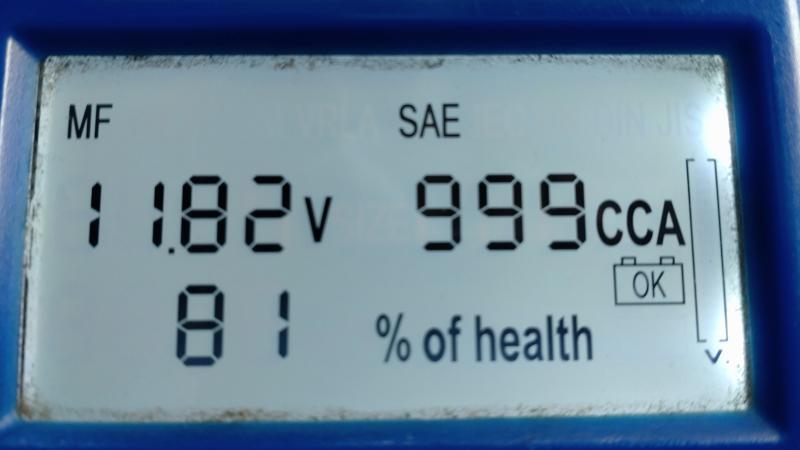 MF SAE
11.82 V 999 CCA
OK
81 % of health